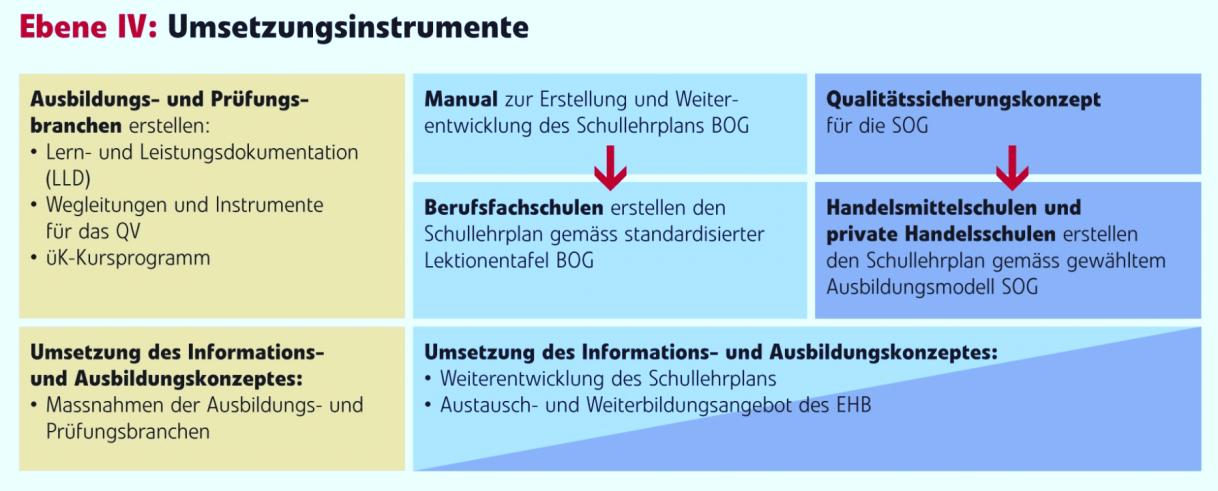 Ebene IV: Umsetzungsinstrumente
Ausbildungs- und Prüfungs-
branchen erstellen:
• Lern- und Leistungsdokumentation
(LLD)
• Wegleitungen und Instrumente
für das QV
• üK-Kursprogramm
Manual zur Erstellung und Weiter-
entwicklung des Schullehrplans BOG
Qualitätssicherungskonzept
für die SOG
Berufsfachschulen erstellen den
Schullehrplan gemäss standardisierter
Lektionentafel BOG
Handelsmittelschulen und
private Handelsschulen erstellen
den Schullehrplan gemäss gewähltem
Ausbildungsmodell SOG
Umsetzung des Informations-
und Ausbildungskonzeptes:
• Massnahmen der Ausbildungs- und
Prüfungsbranchen
Umsetzung des Informations- und Ausbildungskonzeptes:
• Weiterentwicklung des Schullehrplans
• Austausch- und Weiterbildungsangebot des EHB